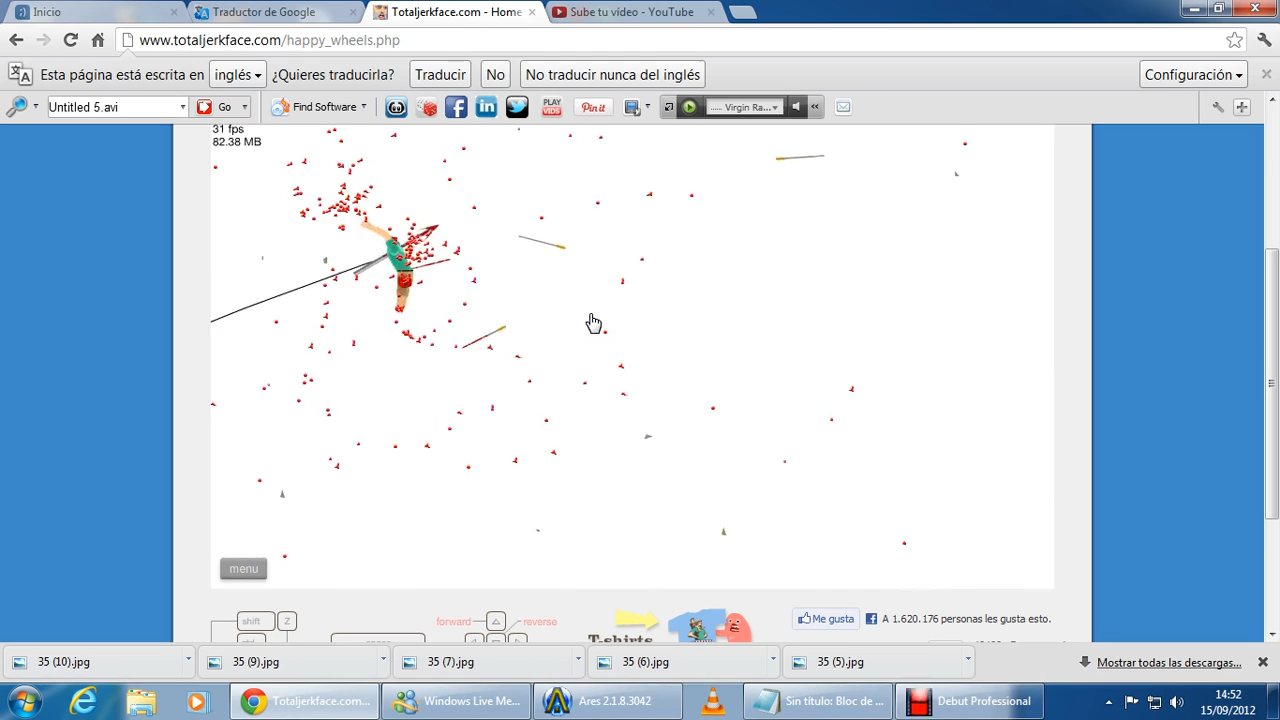 Inicio
Traductor de Google
Totaljerkface.com - Home
Sube tu vídeo - YouTube
www.totaljerkface.com/happy_wheels.php
Esta página está escrita en inglés ¿Quieres traducirla? Traducir No No traducir nunca del inglés Configuración
Untitled 5.avi Go Find Software PLAY VIDS Pin it ..... Virgin Ra...
31 fps
82.38 MB
menu
shift Z forward reverse Me gusta A 1.620.176 personas les gusta esto.
T-shirts
35 (10).jpg 35 (9).jpg 35 (7).jpg 35 (6).jpg 35 (5).jpg Mostrar todas las descargas...
Totaljerkface.com... Windows Live Me... Ares 2.1.8.3042 Sin título: Bloc de ... Debut Professional
14:52
15/09/2012